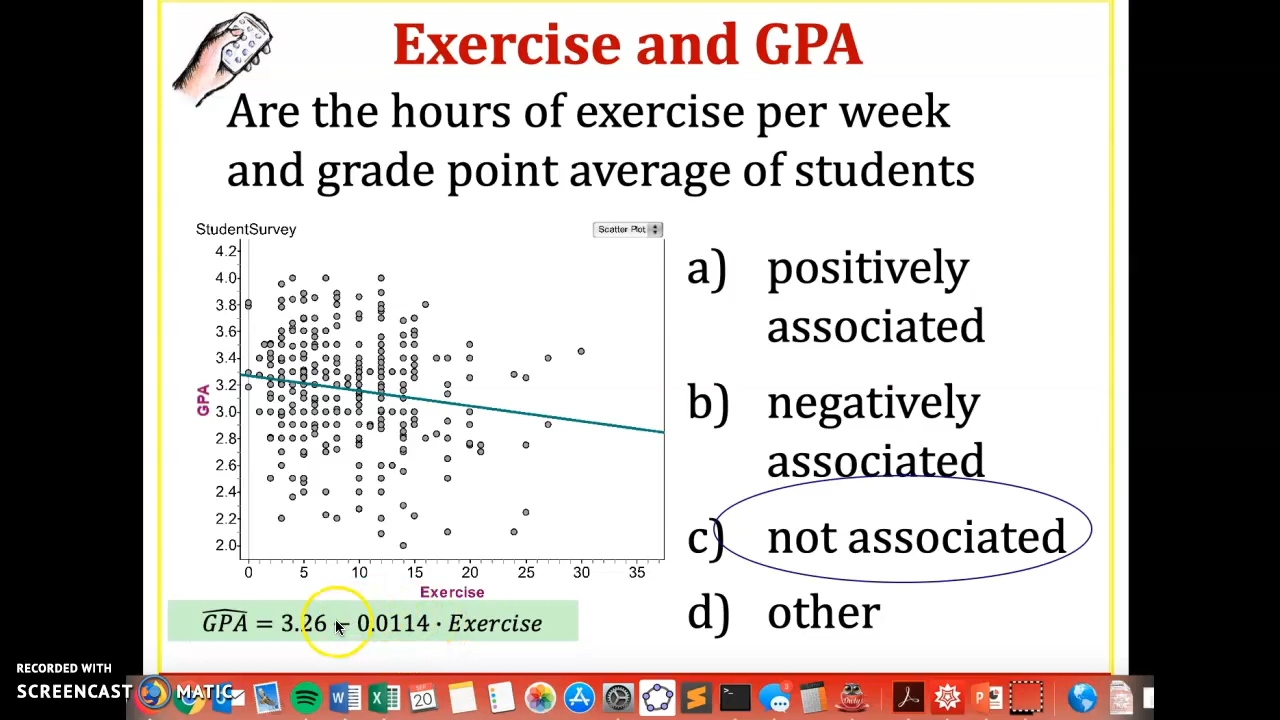 Exercise and GPA
Are the hours of exercise per week
and grade point average of students
StudentSurvey
Scatter Plot
4.2
4.0
3.8
3.6
3.4
3.2
3.0
2.8
2.6
2.4
2.2
2.0
GPA
0 5 10 15 20 25 30 35
Exercise
a) positively
associated
b) negatively
associated
c) not associated
d) other
\widehat{GPA} = 3.26 − 0.0114 · Exercise
RECORDED WITH
SCREENCAST MATIC
SEP
20